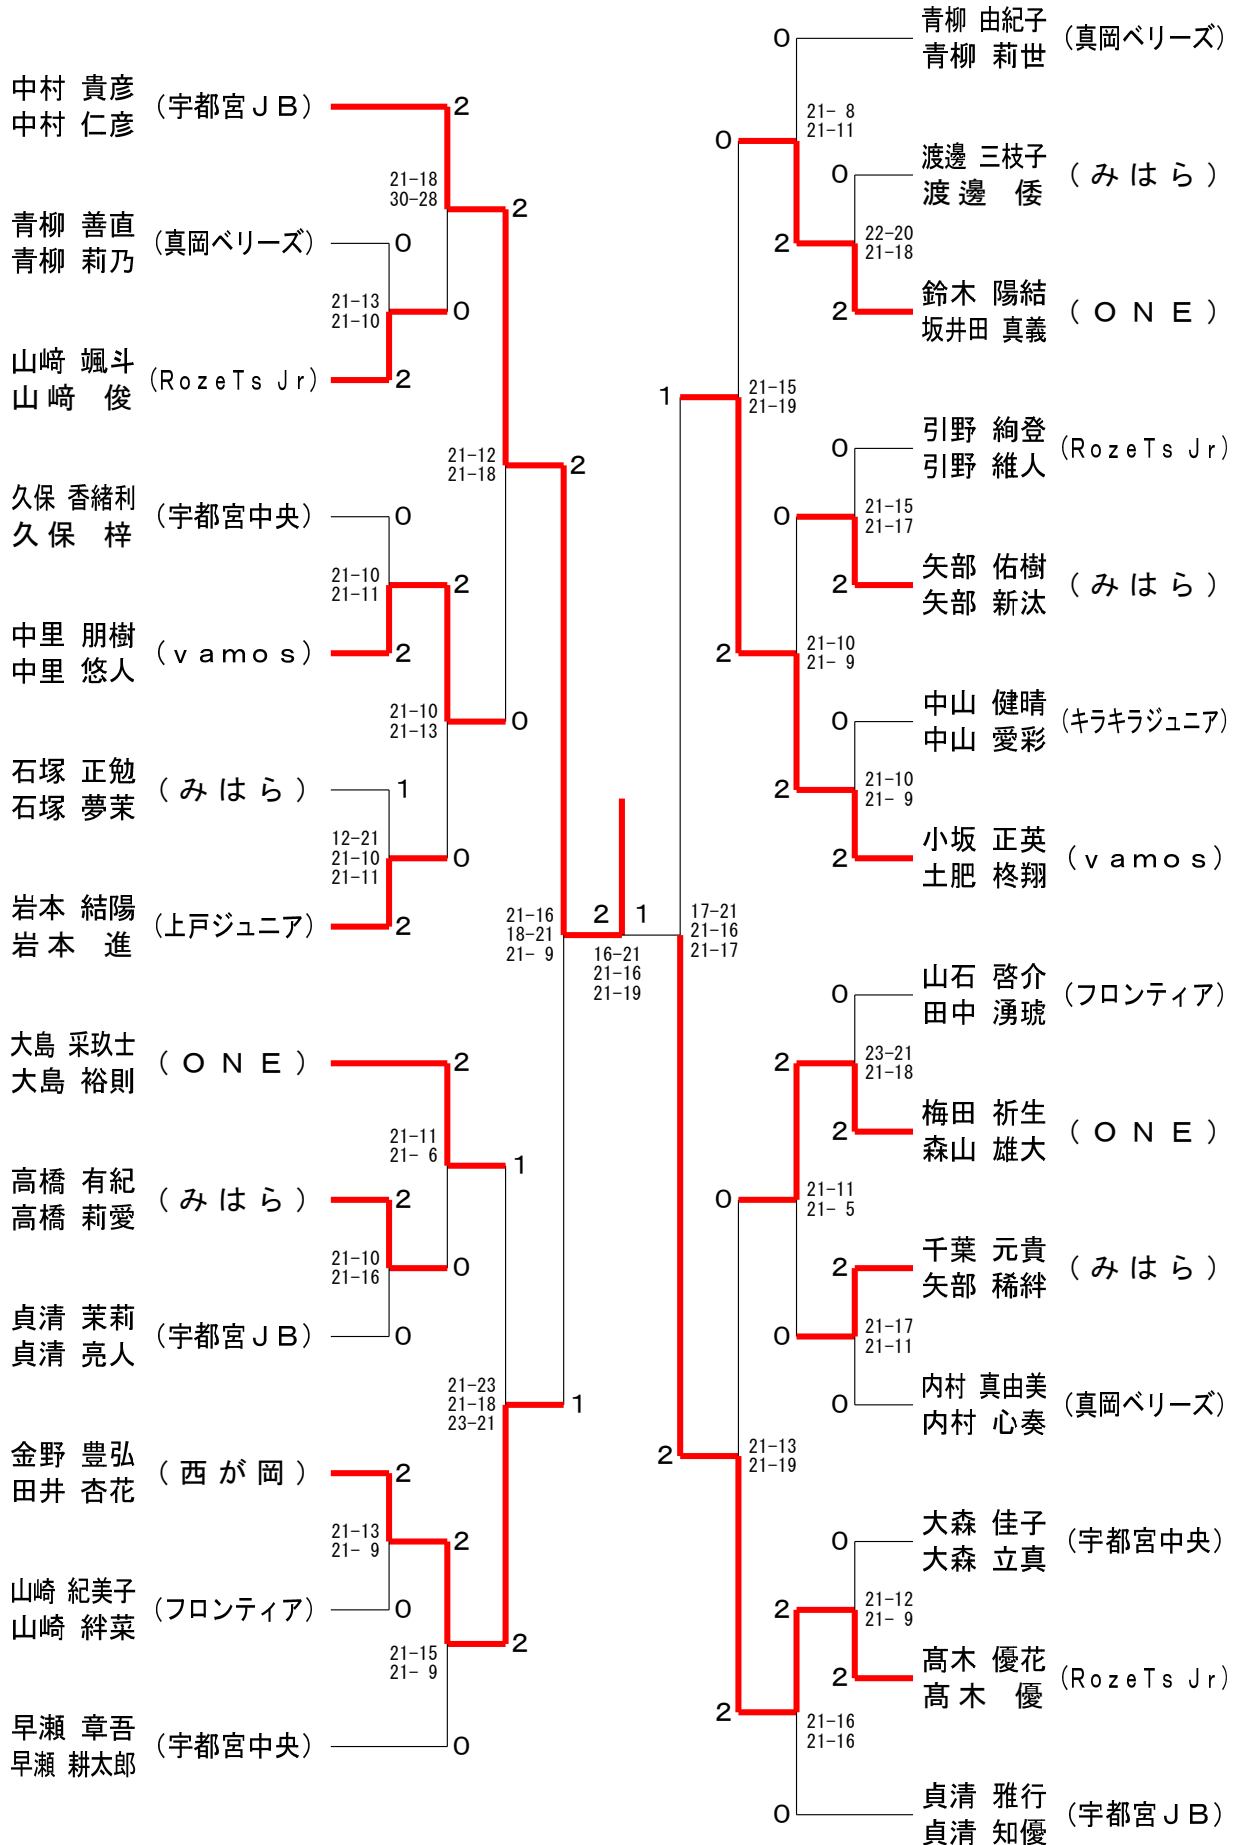 中村 貴彦
中村 仁彦
(宇都宮ＪＢ)
2
21-18
30-28
2
青柳 善直
青柳 莉乃
(真岡ベリーズ)
0
21-13
21-10
0
山﨑 颯斗
山﨑 俊
(RozeTs Jr)
2
21-12
21-18
2
久保 香緒利
久保 梓
(宇都宮中央)
0
21-10
21-11
2
中里 朋樹
中里 悠人
(vamos)
2
21-10
21-13
0
石塚 正勉
石塚 夢茉
(みはら)
1
12-21
21-10
21-11
0
岩本 結陽
岩本 進
(上戸ジュニア)
2
21-16
18-21
21- 9
2
1
16-21
21-16
21-19
大島 采玖士
大島 裕則
(ＯＮＥ)
2
21-11
21- 6
1
高橋 有紀
高橋 莉愛
(みはら)
2
21-10
21-16
0
貞清 茉莉
貞清 亮人
(宇都宮ＪＢ)
0
21-23
21-18
23-21
1
金野 豊弘
田井 杏花
(西が岡)
2
21-13
21- 9
2
山崎 紀美子
山崎 絆菜
(フロンティア)
0
21-15
21- 9
2
早瀬 章吾
早瀬 耕太郎
(宇都宮中央)
0
0
青柳 由紀子
青柳 莉世
(真岡ベリーズ)
21- 8
21-11
0
0
渡邊 三枝子
渡邊 倭
(みはら)
2
22-20
21-18
2
鈴木 陽結
坂井田 真義
(ＯＮＥ)
1
21-15
21-19
0
引野 絢登
引野 維人
(RozeTs Jr)
0
21-15
21-17
2
矢部 佑樹
矢部 新汰
(みはら)
2
21-10
21- 9
0
中山 健晴
中山 愛彩
(キラキラジュニア)
2
21-10
21- 9
2
小坂 正英
土肥 柊翔
(vamos)
17-21
21-16
21-17
0
山石 啓介
田中 湧琥
(フロンティア)
2
23-21
21-18
2
梅田 祈生
森山 雄大
(ＯＮＥ)
0
21-11
21- 5
2
千葉 元貴
矢部 稀絆
(みはら)
0
21-17
21-11
0
内村 真由美
内村 心奏
(真岡ベリーズ)
2
21-13
21-19
0
大森 佳子
大森 立真
(宇都宮中央)
2
21-12
21- 9
2
髙木 優花
髙木 優
(RozeTs Jr)
2
21-16
21-16
0
貞清 雅行
貞清 知優
(宇都宮ＪＢ)